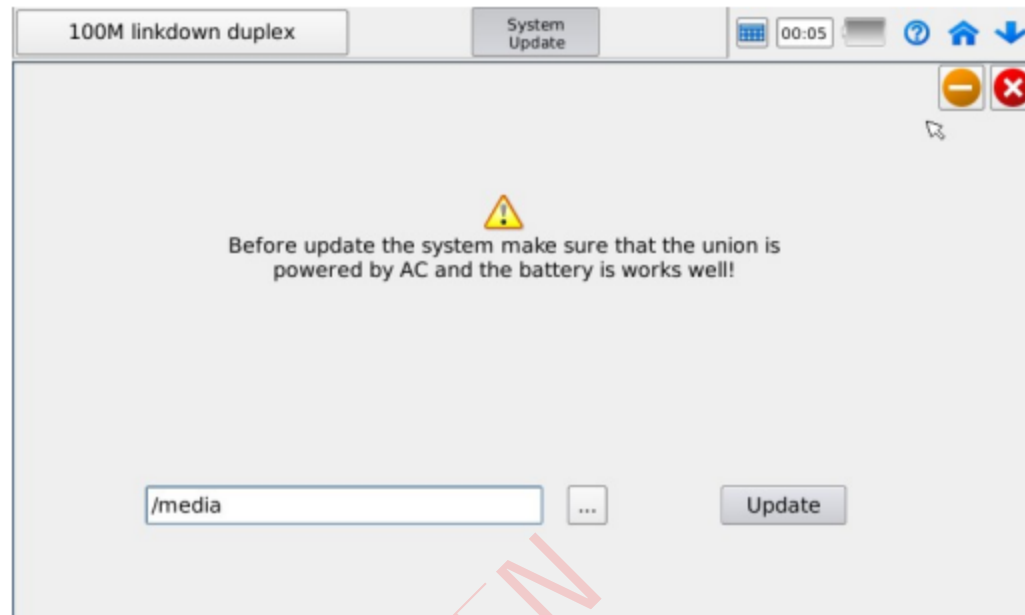 100M linkdown duplex
System
Update
00:05
Before update the system make sure that the union is
powered by AC and the battery is works well!
/media
...
Update